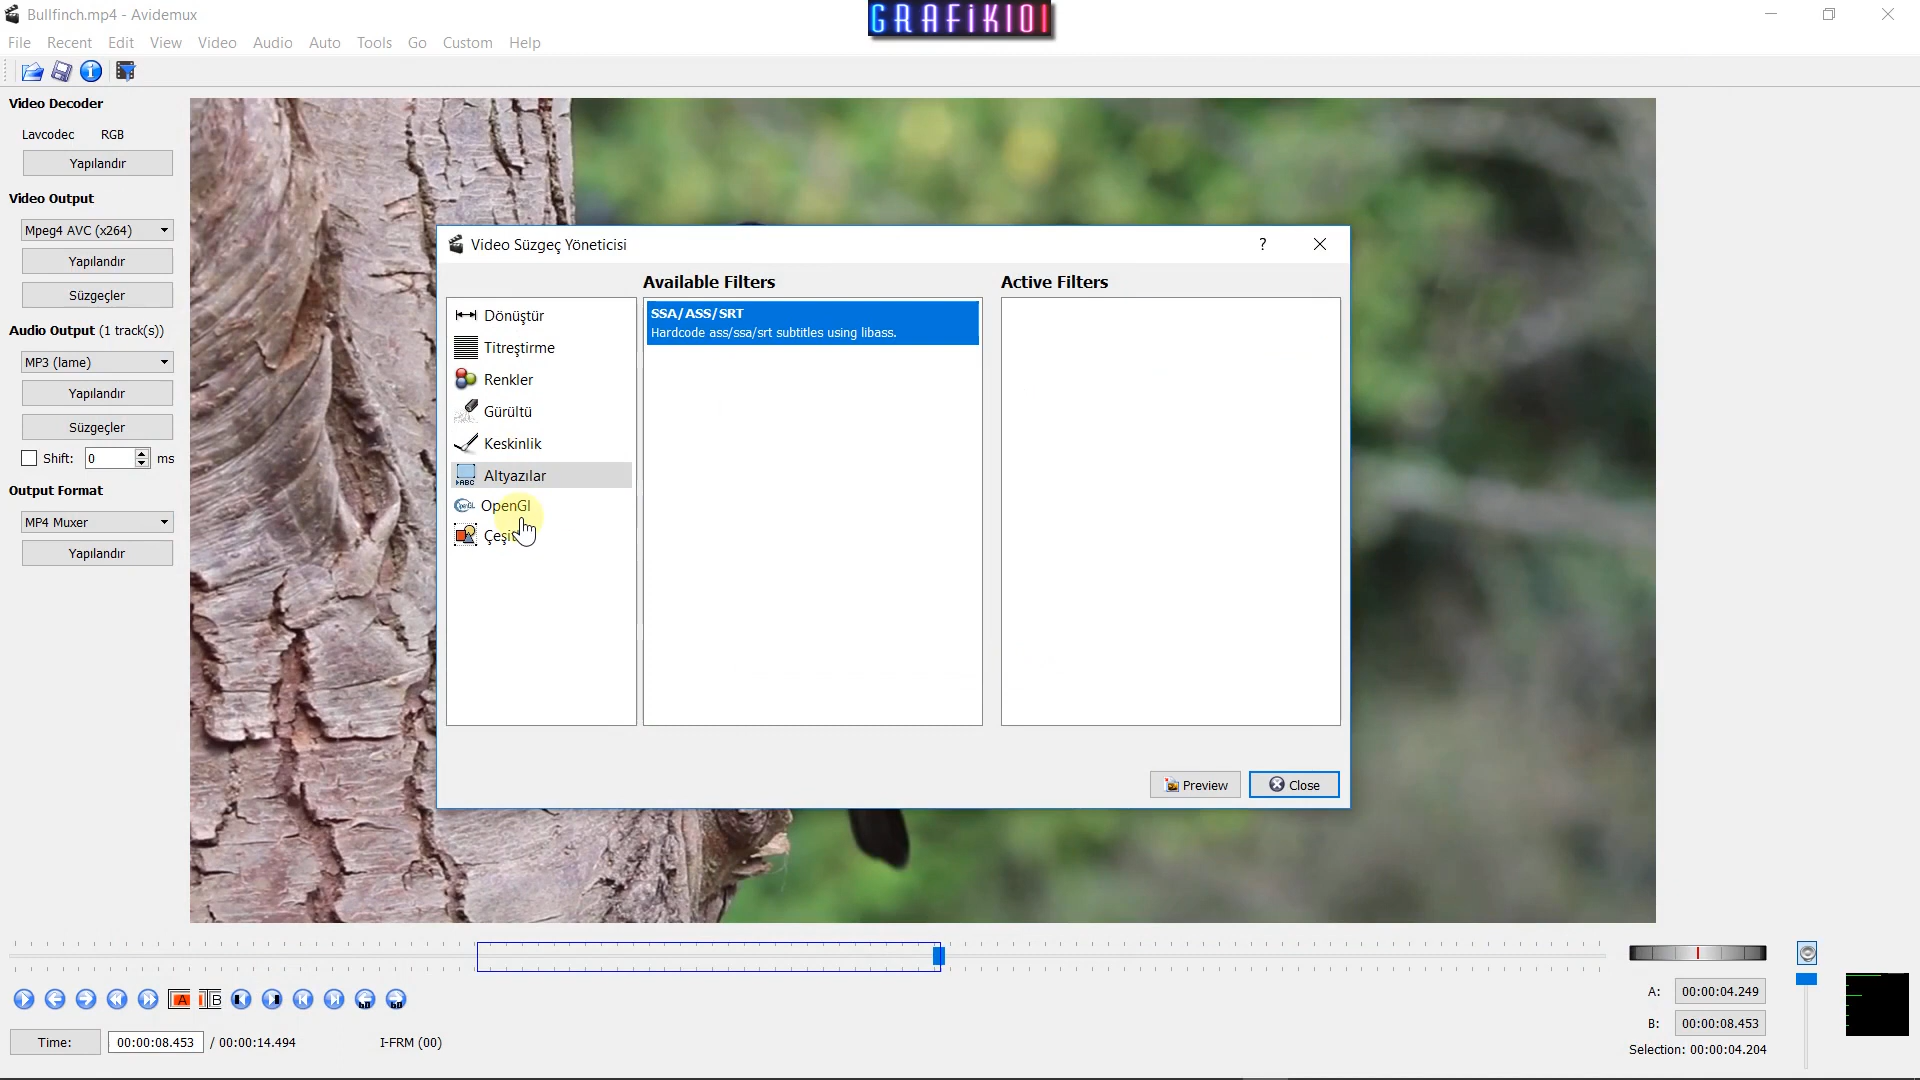 Bullfinch.mp4 - Avidemux
GRAFiK101
File Recent Edit View Video Audio Auto Tools Go Custom Help
Video Decoder
Lavcodec RGB
Yapılandır
Video Output
Mpeg4 AVC (x264)
Yapılandır
Süzgeçler
Audio Output (1 track(s))
MP3 (lame)
Yapılandır
Süzgeçler
Shift: 0 ms
Output Format
MP4 Muxer
Yapılandır
Video Süzgeç Yöneticisi
?
Available Filters
Active Filters
Dönüştür
Titreştirme
Renkler
Gürültü
Keskinlik
Altyazılar
OpenGl
SSA/ASS/SRT
Hardcode ass/ssa/srt subtitles using libass.
Preview
Close
A B
Time: 00:00:08.453 / 00:00:14.494 I-FRM (00)
A: 00:00:04.249
B: 00:00:08.453
Selection: 00:00:04.204